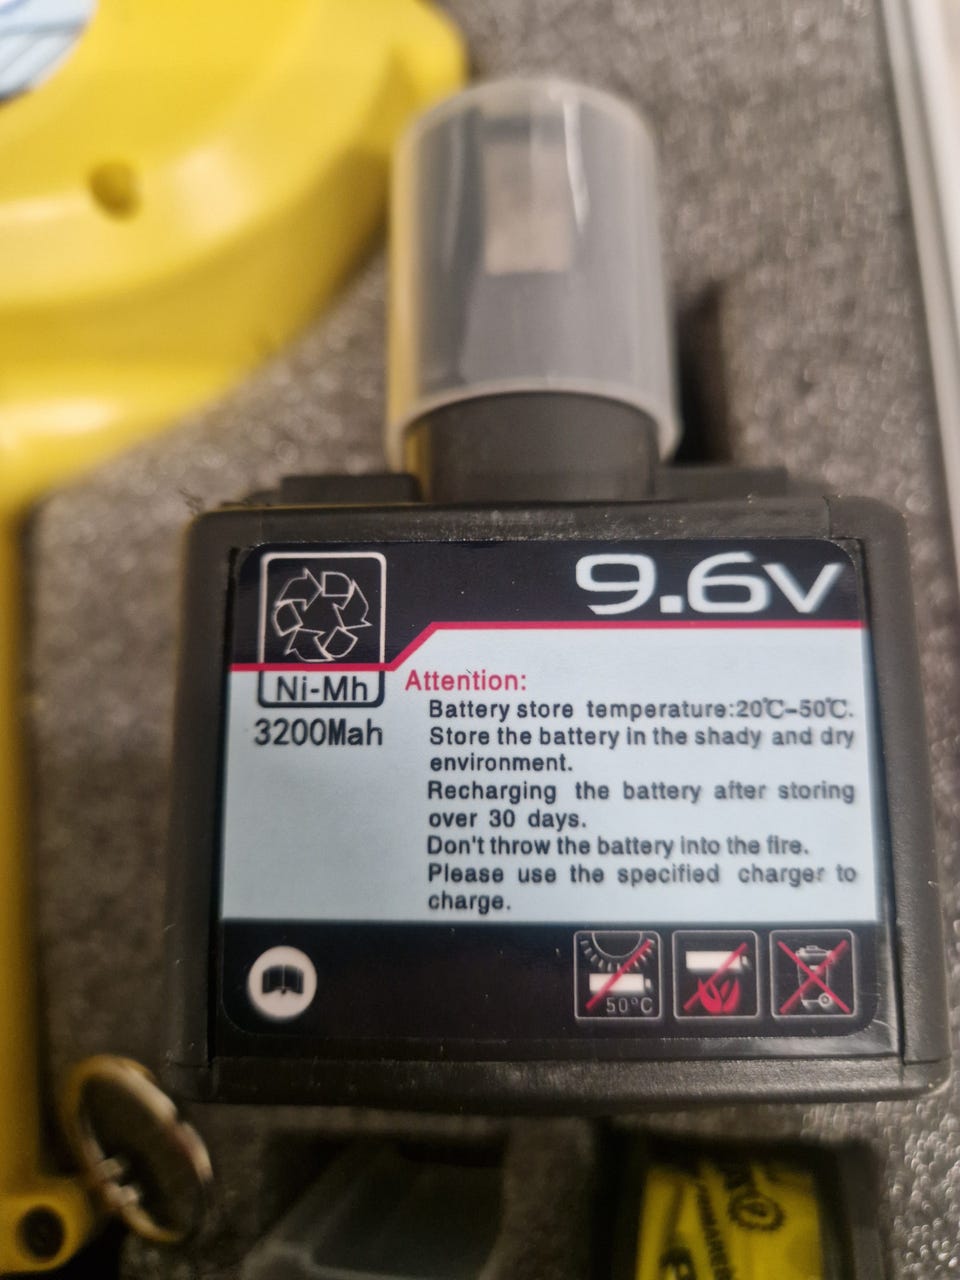 9.6v
Ni-Mh
3200Mah
Attention:
Battery store temperature:20℃-50℃.
Store the battery in the shady and dry
environment.
Recharging the battery after storing
over 30 days.
Don't throw the battery into the fire.
Please use the specified charger to
charge.
50°C